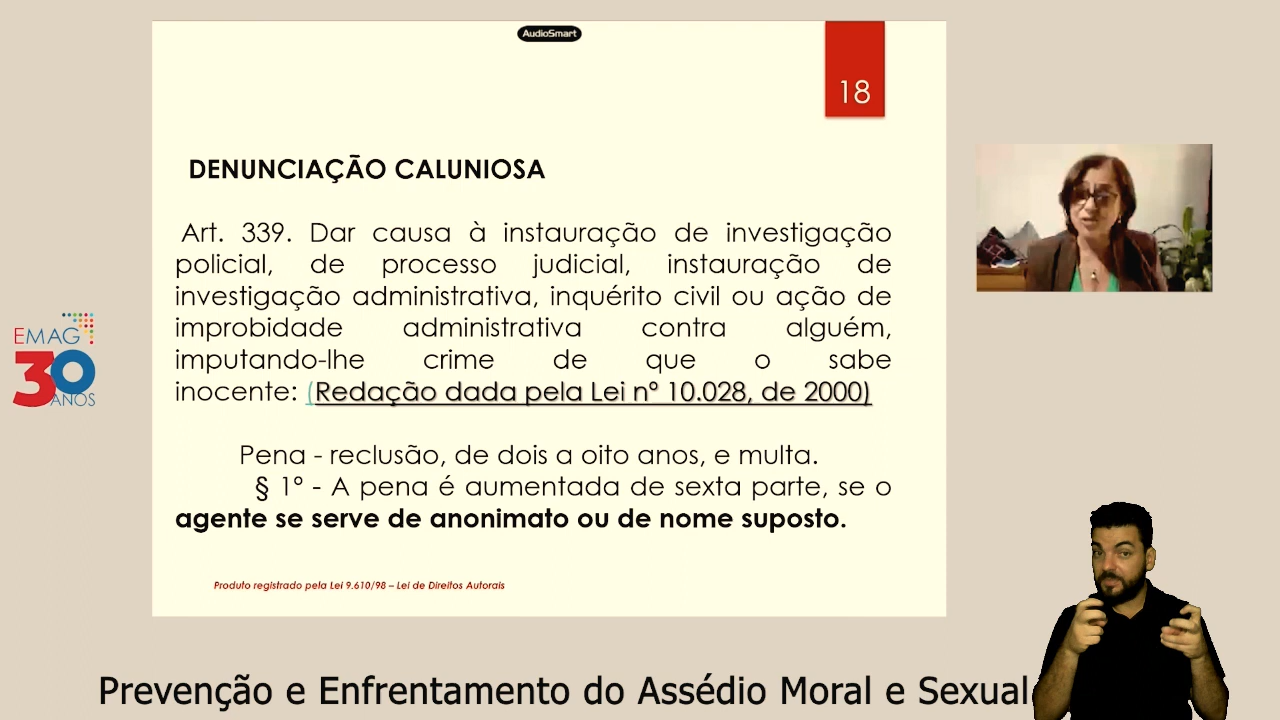 AudioSmart
18
DENUNCIAÇÃO CALUNIOSA
Art. 339. Dar causa à instauração de investigação
policial, de processo judicial, instauração de
investigação administrativa, inquérito civil ou ação de
improbidade administrativa contra alguém,
imputando-lhe crime de que o sabe
inocente: (Redação dada pela Lei nº 10.028, de 2000)
Pena - reclusão, de dois a oito anos, e multa.
§ 1º - A pena é aumentada de sexta parte, se o
agente se serve de anonimato ou de nome suposto.
Produto registrado pela Lei 9.610/98 – Lei de Direitos Autorais
EMAG
30
ANOS
Prevenção e Enfrentamento do Assédio Moral e Sexual